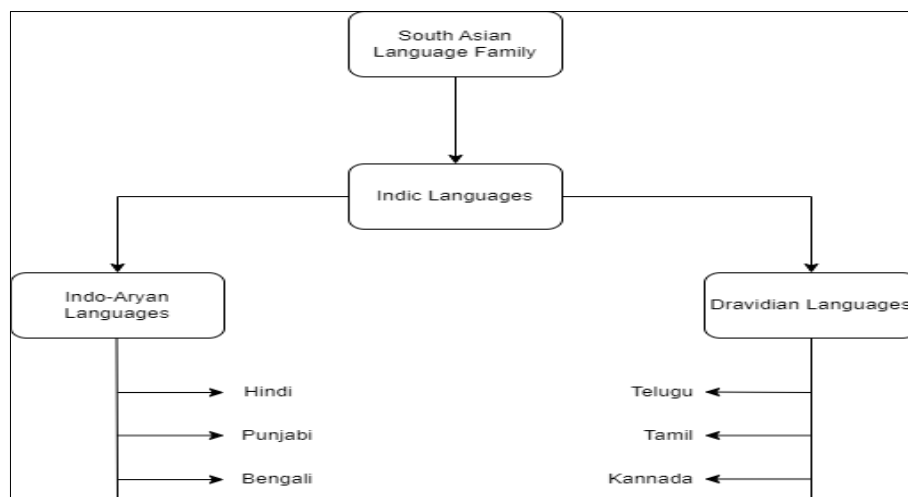 South Asian
Language Family
Indic Languages
Indo-Aryan
Languages
Dravidian Languages
Hindi
Telugu
Punjabi
Tamil
Bengali
Kannada